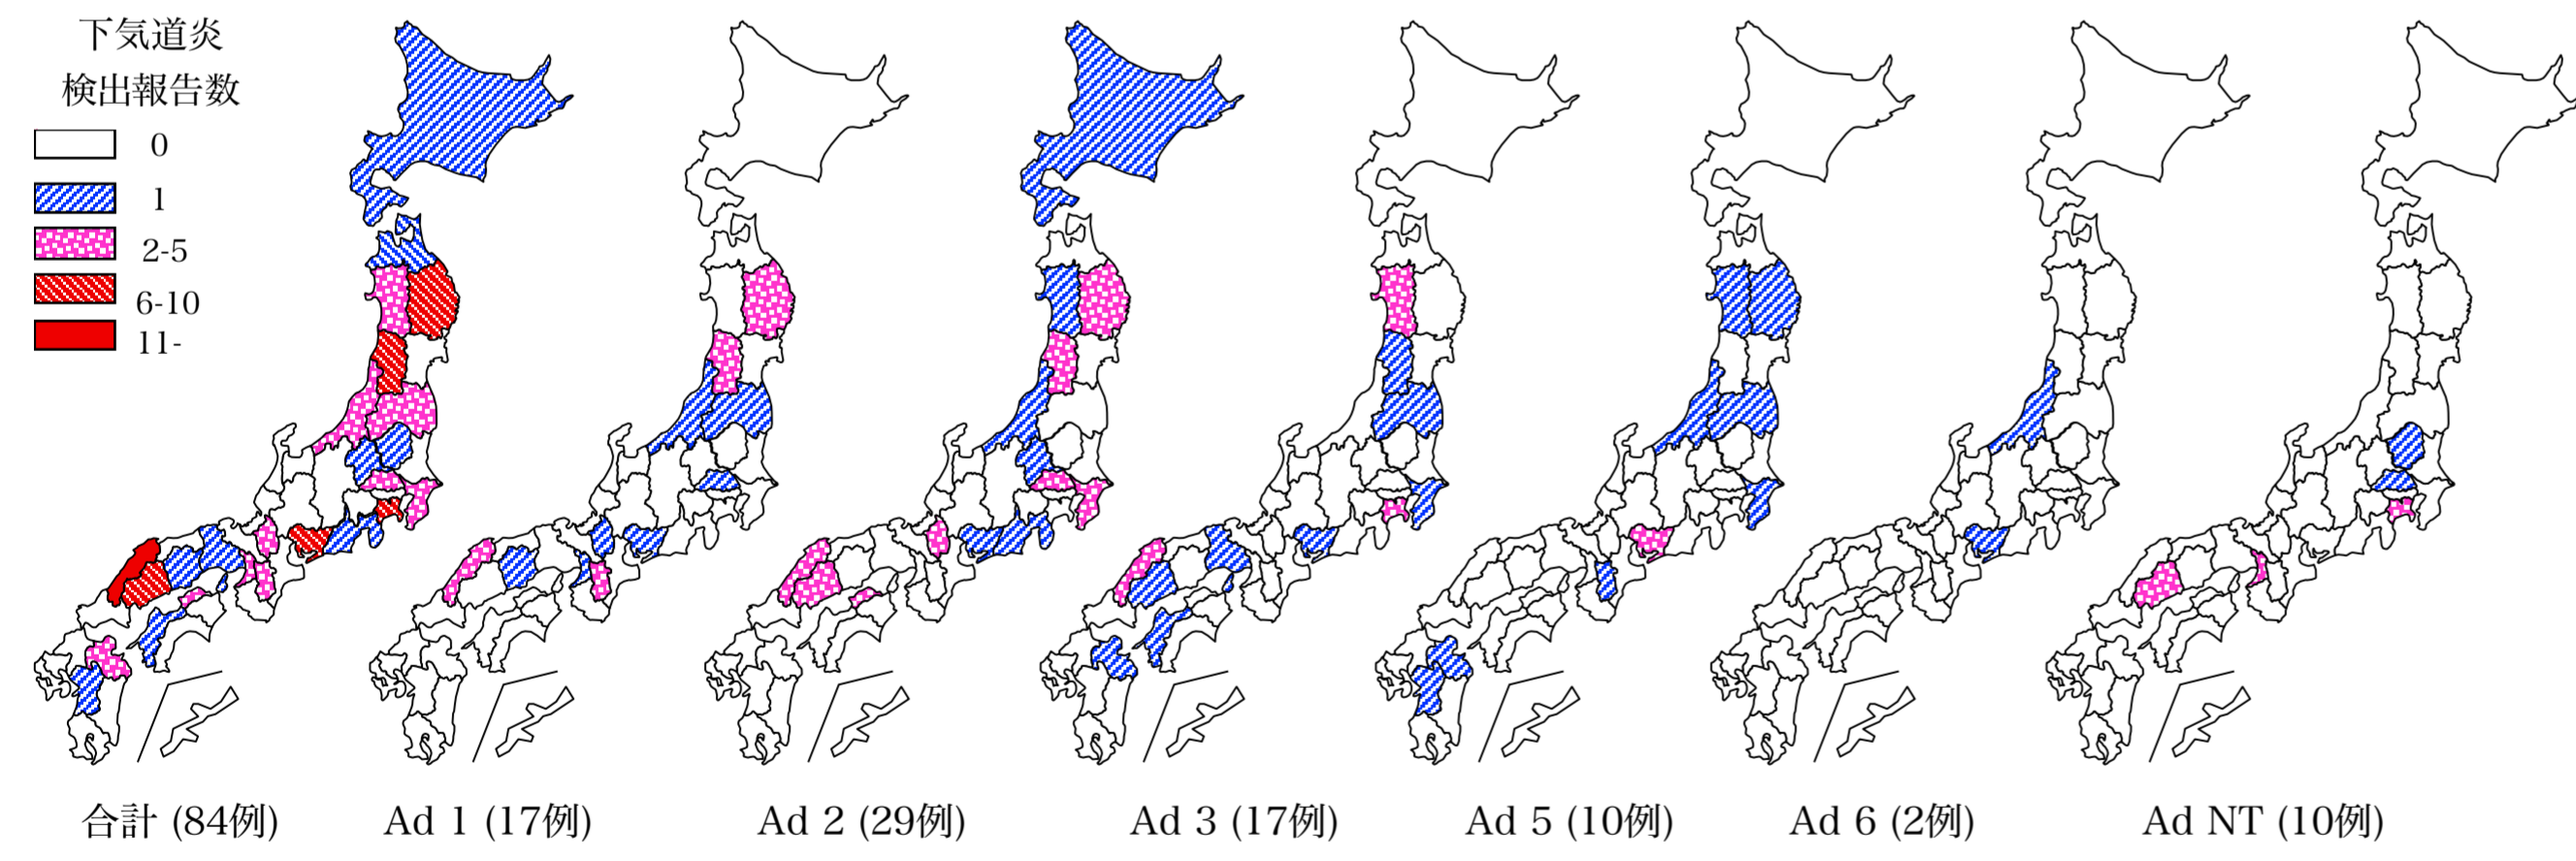 下気道炎
検出報告数
0
1
2-5
6-10
11-
合計 (84例)
Ad 1 (17例)
Ad 2 (29例)
Ad 3 (17例)
Ad 5 (10例)
Ad 6 (2例)
Ad NT (10例)